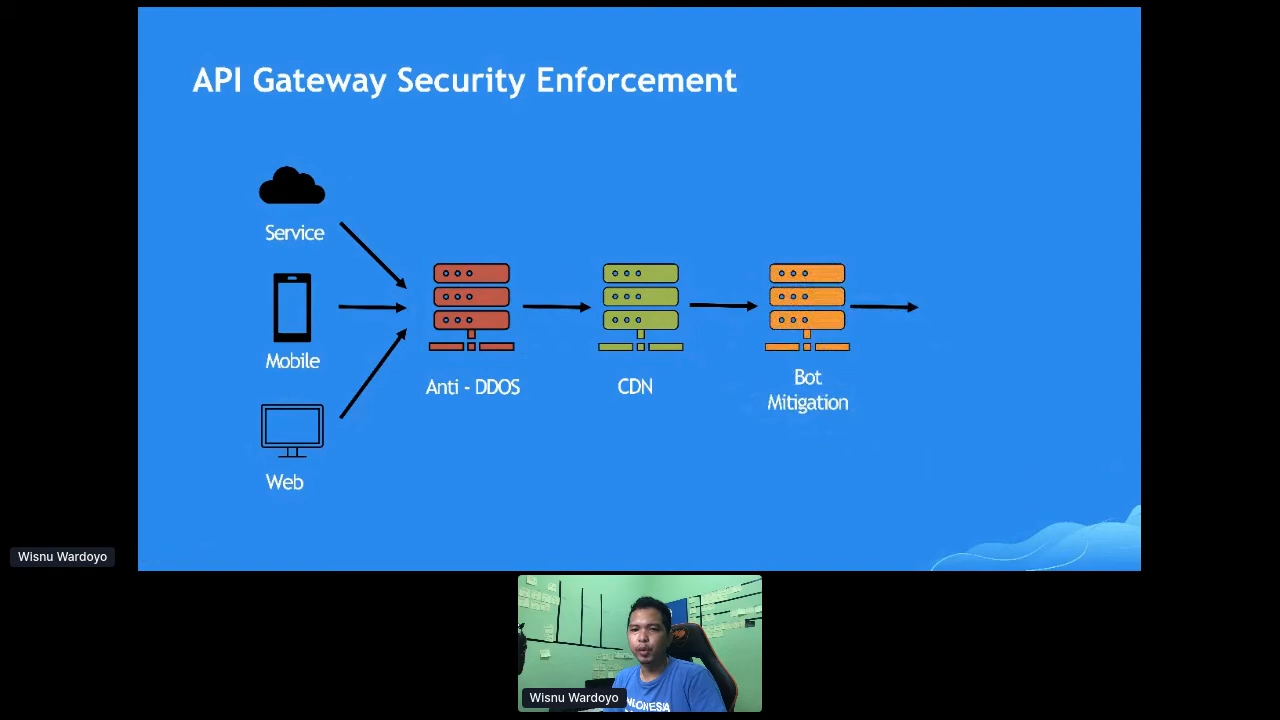 API Gateway Security Enforcement
Service
Mobile
Web
Anti - DDOS
CDN
Bot
Mitigation
Wisnu Wardoyo
Wisnu Wardoyo